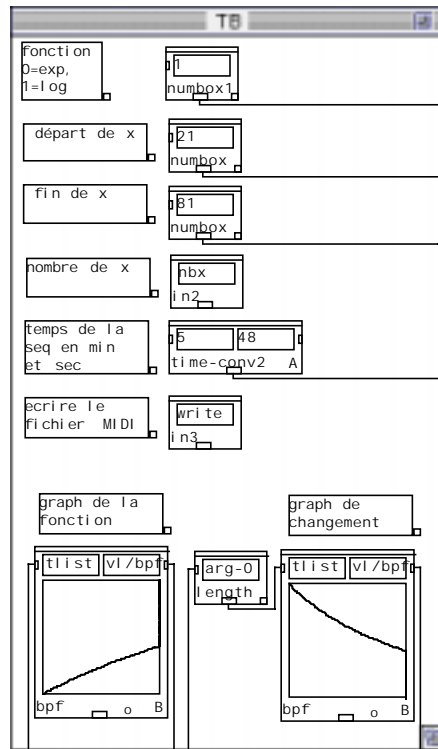 T8
fonction
0=exp,
1=log
1
numbox1
départ de x
21
numbox
fin de x
81
numbox
nombre de x
nbx
in2
temps de la
seq en min
et sec
5 48
time-conv2 A
ecrire le
fichier MIDI
write
in3
graph de la
fonction
graph de
changement
tlist vl/bpf
arg-0
length
tlist vl/bpf
bpf o B
bpf o B